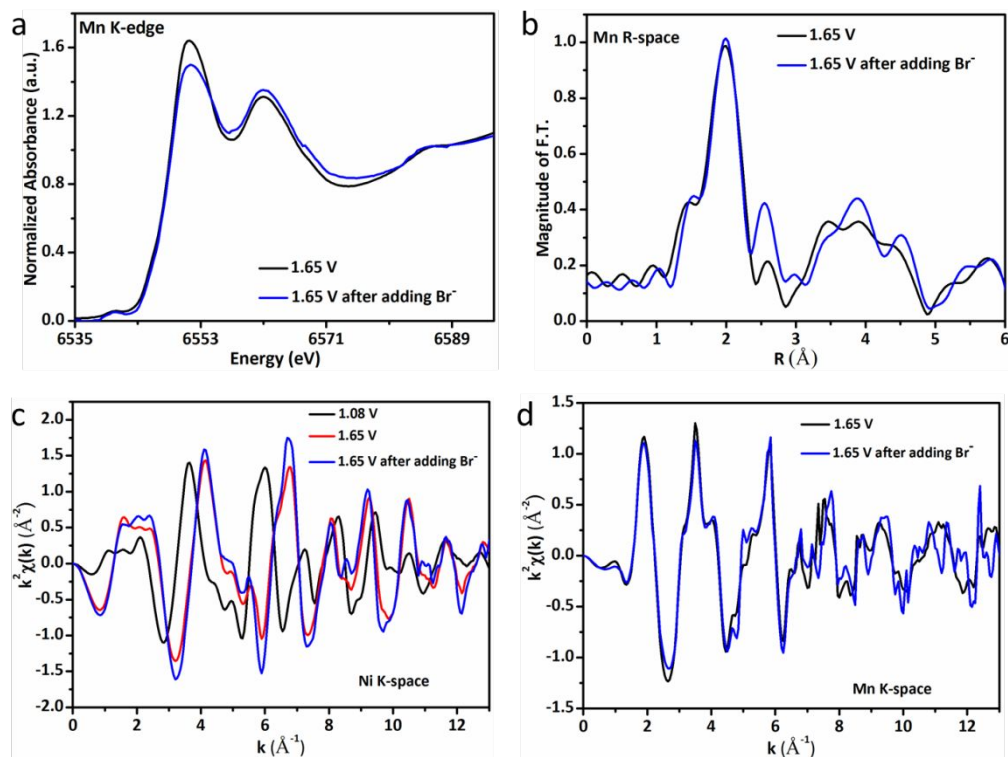 a
Mn K-edge
Normalized Absorbance (a.u.)
1.6
1.2
0.8
0.4
0.0
1.65 V
1.65 V after adding Br⁻
6535
6553
6571
6589
Energy (eV)
b
Mn R-space
1.65 V
1.65 V after adding Br⁻
Magnitude of F.T.
1.0
0.8
0.6
0.4
0.2
0.0
0
1
2
3
4
5
6
R (Å)
c
1.08 V
1.65 V
1.65 V after adding Br⁻
k²χ(k) (Å⁻²)
2.0
1.5
1.0
0.5
0.0
-0.5
-1.0
-1.5
-2.0
Ni K-space
0
2
4
6
8
10
12
k (Å⁻¹)
d
1.65 V
1.65 V after adding Br⁻
k²χ(k) (Å⁻²)
1.5
1.0
0.5
0.0
-0.5
-1.0
-1.5
Mn K-space
0
2
4
6
8
10
12
k (Å⁻¹)